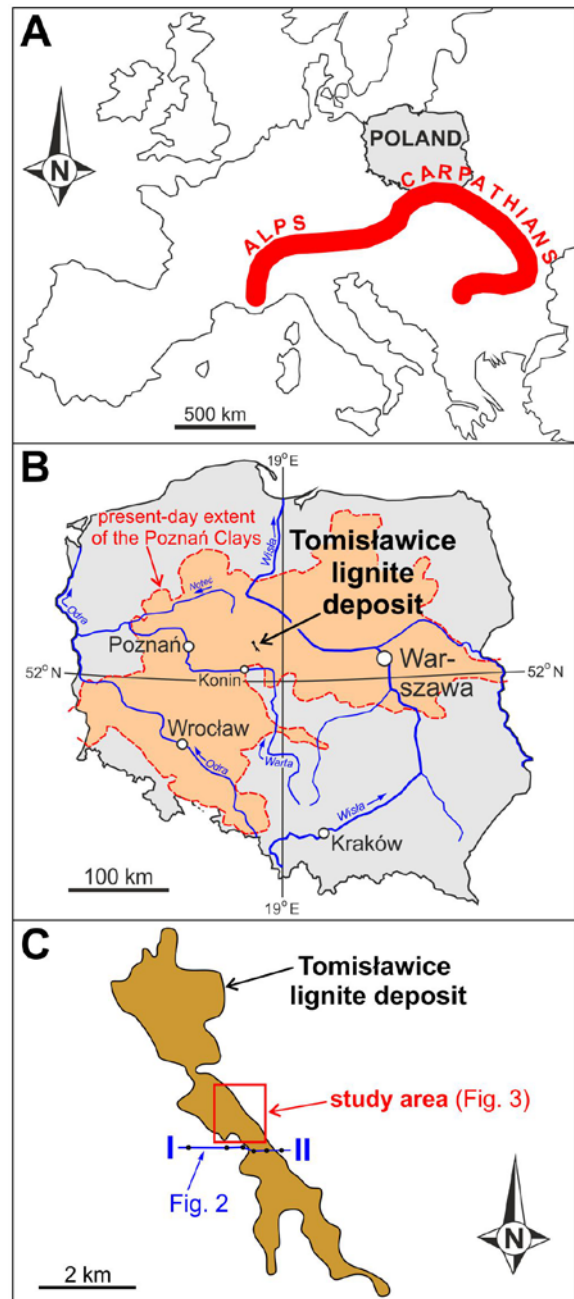 A
N
POLAND
ALPS
CARPATHIANS
500 km
B
19° E
present-day extent
of the Poznań Clays
Wisła
Tomisławice
lignite
deposit
Noteć
Odra
Poznań
War-
szawa
52° N
Konin
52° N
Wrocław
Odra
Warta
Wisła
Kraków
100 km
19° E
C
Tomisławice
lignite deposit
study area (Fig. 3)
I
II
Fig. 2
N
2 km